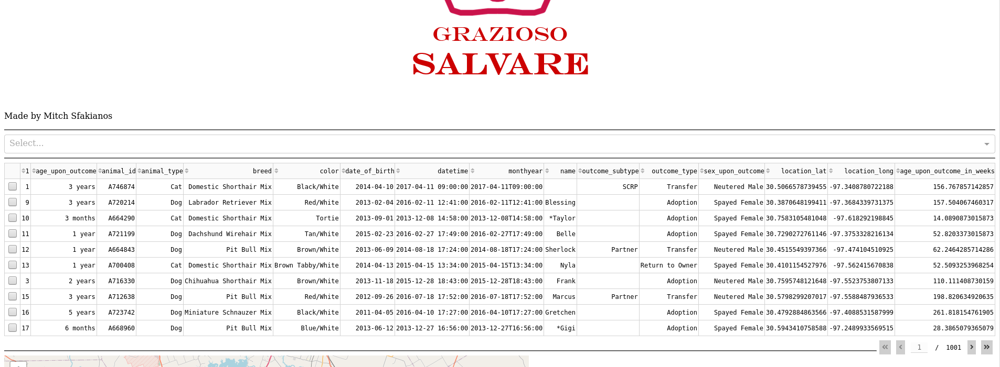 GRAZIOSO
SALVARE
Made by Mitch Sfakianos
Select...
1 age_upon_outcome animal_id animal_type breed color date_of_birth datetime monthyear name outcome_subtype outcome_type sex_upon_outcome location_lat location_long age_upon_outcome_in_weeks
1 3 years A746874 Cat Domestic Shorthair Mix Black/White 2014-04-10 2017-04-11 09:00:00 2017-04-11T09:00:00 SCRP Transfer Neutered Male 30.5066578739455 -97.3408780722188 156.767857142857
9 3 years A720214 Dog Labrador Retriever Mix Red/White 2013-02-04 2016-02-11 12:41:00 2016-02-11T12:41:00 Blessing Adoption Spayed Female 30.3870648199411 -97.3684339731375 157.504067460317
10 3 months A664290 Cat Domestic Shorthair Mix Tortie 2013-09-01 2013-12-08 14:58:00 2013-12-08T14:58:00 *Taylor Adoption Spayed Female 30.7583105481048 -97.618292198845 14.0890873015873
11 1 year A721199 Dog Dachshund Wirehair Mix Tan/White 2015-02-23 2016-02-27 17:49:00 2016-02-27T17:49:00 Belle Adoption Spayed Female 30.7290272761146 -97.3753328216134 52.8203373015873
12 1 year A664843 Dog Pit Bull Mix Brown/White 2013-06-09 2014-08-18 17:24:00 2014-08-18T17:24:00 Sherlock Partner Transfer Neutered Male 30.4515549397366 -97.474104510925 62.2464285714286
13 1 year A700408 Cat Domestic Shorthair Mix Brown Tabby/White 2014-04-13 2015-04-15 13:34:00 2015-04-15T13:34:00 Nyla Return to Owner Spayed Female 30.4101154527976 -97.562415670838 52.5093253968254
3 2 years A716330 Dog Chihuahua Shorthair Mix Brown/White 2013-11-18 2015-12-28 18:43:00 2015-12-28T18:43:00 Frank Adoption Neutered Male 30.7595748121648 -97.5523753807133 110.111408730159
15 3 years A712638 Dog Pit Bull Mix Red/White 2012-09-26 2016-07-18 17:52:00 2016-07-18T17:52:00 Marcus Partner Transfer Neutered Male 30.5798299207017 -97.5588487936533 198.820634920635
16 5 years A723742 Dog Miniature Schnauzer Mix Black/White 2011-04-05 2016-04-10 17:27:00 2016-04-10T17:27:00 Gretchen Adoption Spayed Female 30.4792884863566 -97.4088531587999 261.818154761905
17 6 months A668960 Dog Pit Bull Mix Blue/White 2013-06-12 2013-12-27 16:56:00 2013-12-27T16:56:00 *Gigi Adoption Spayed Female 30.5943410758588 -97.2489933569515 28.3865079365079
1 / 1001